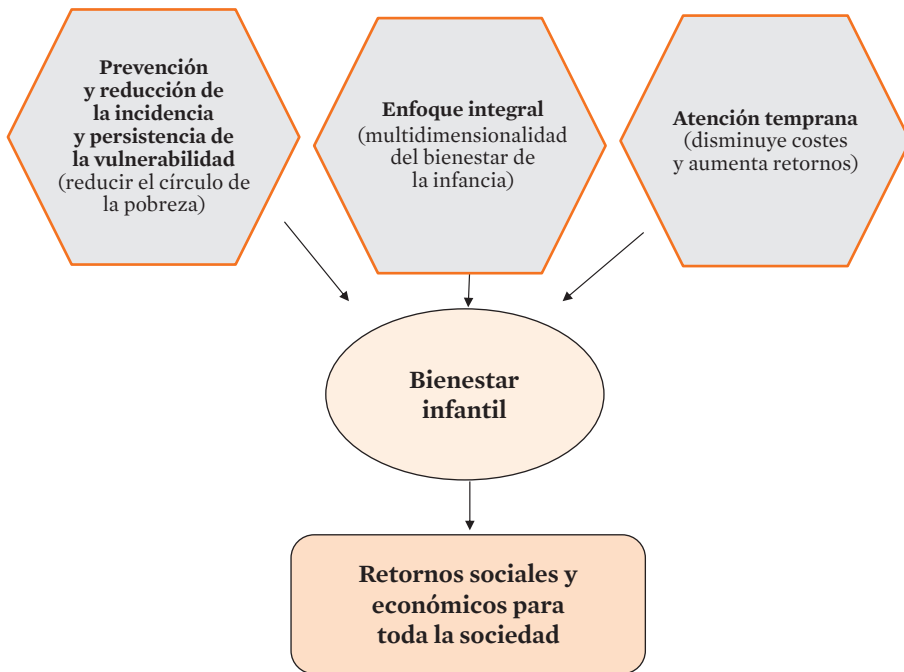 Prevención
y reducción de
la incidencia
y persistencia de
la vulnerabilidad
(reducir el círculo de
la pobreza)
Enfoque integral
(multidimensionalidad
del bienestar de
la infancia)
Atención temprana
(disminuye costes
y aumenta retornos)
Bienestar
infantil
Retornos sociales y
económicos para
toda la sociedad